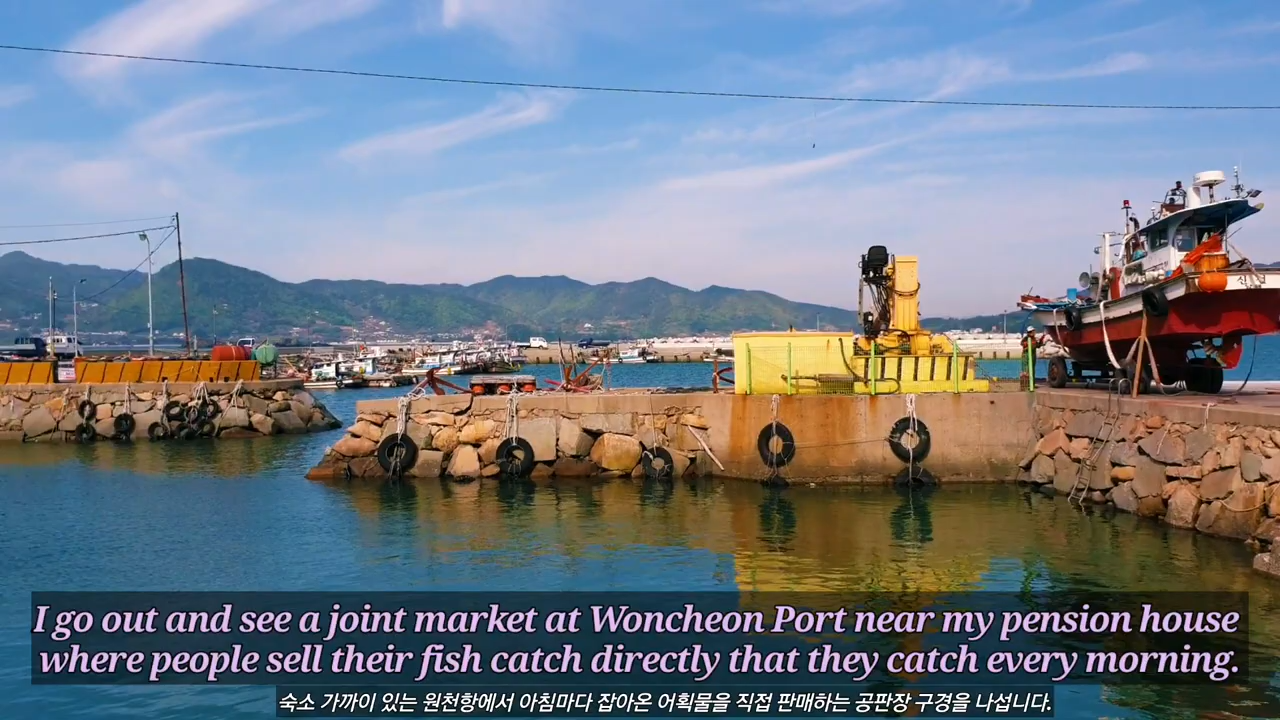 I go out and see a joint market at Woncheon Port near my pension house
where people sell their fish catch directly that they catch every morning.
숙소 가까이 있는 원천항에서 아침마다 잡아온 어획물을 직접 판매하는 공판장 구경을 나섭니다.